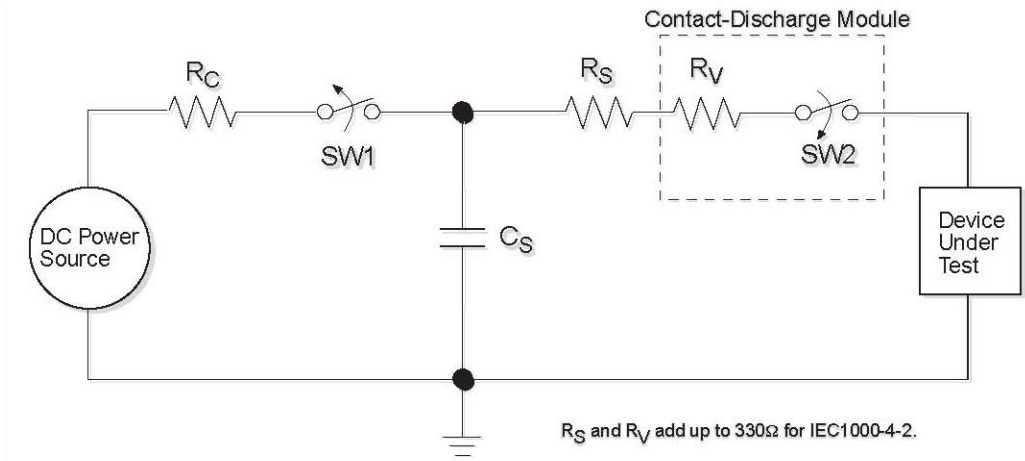 Contact-Discharge Module
RC
RS
RV
SW1
SW2
DC Power
Source
CS
Device
Under
Test
RS and RV add up to 330Ω for IEC1000-4-2.